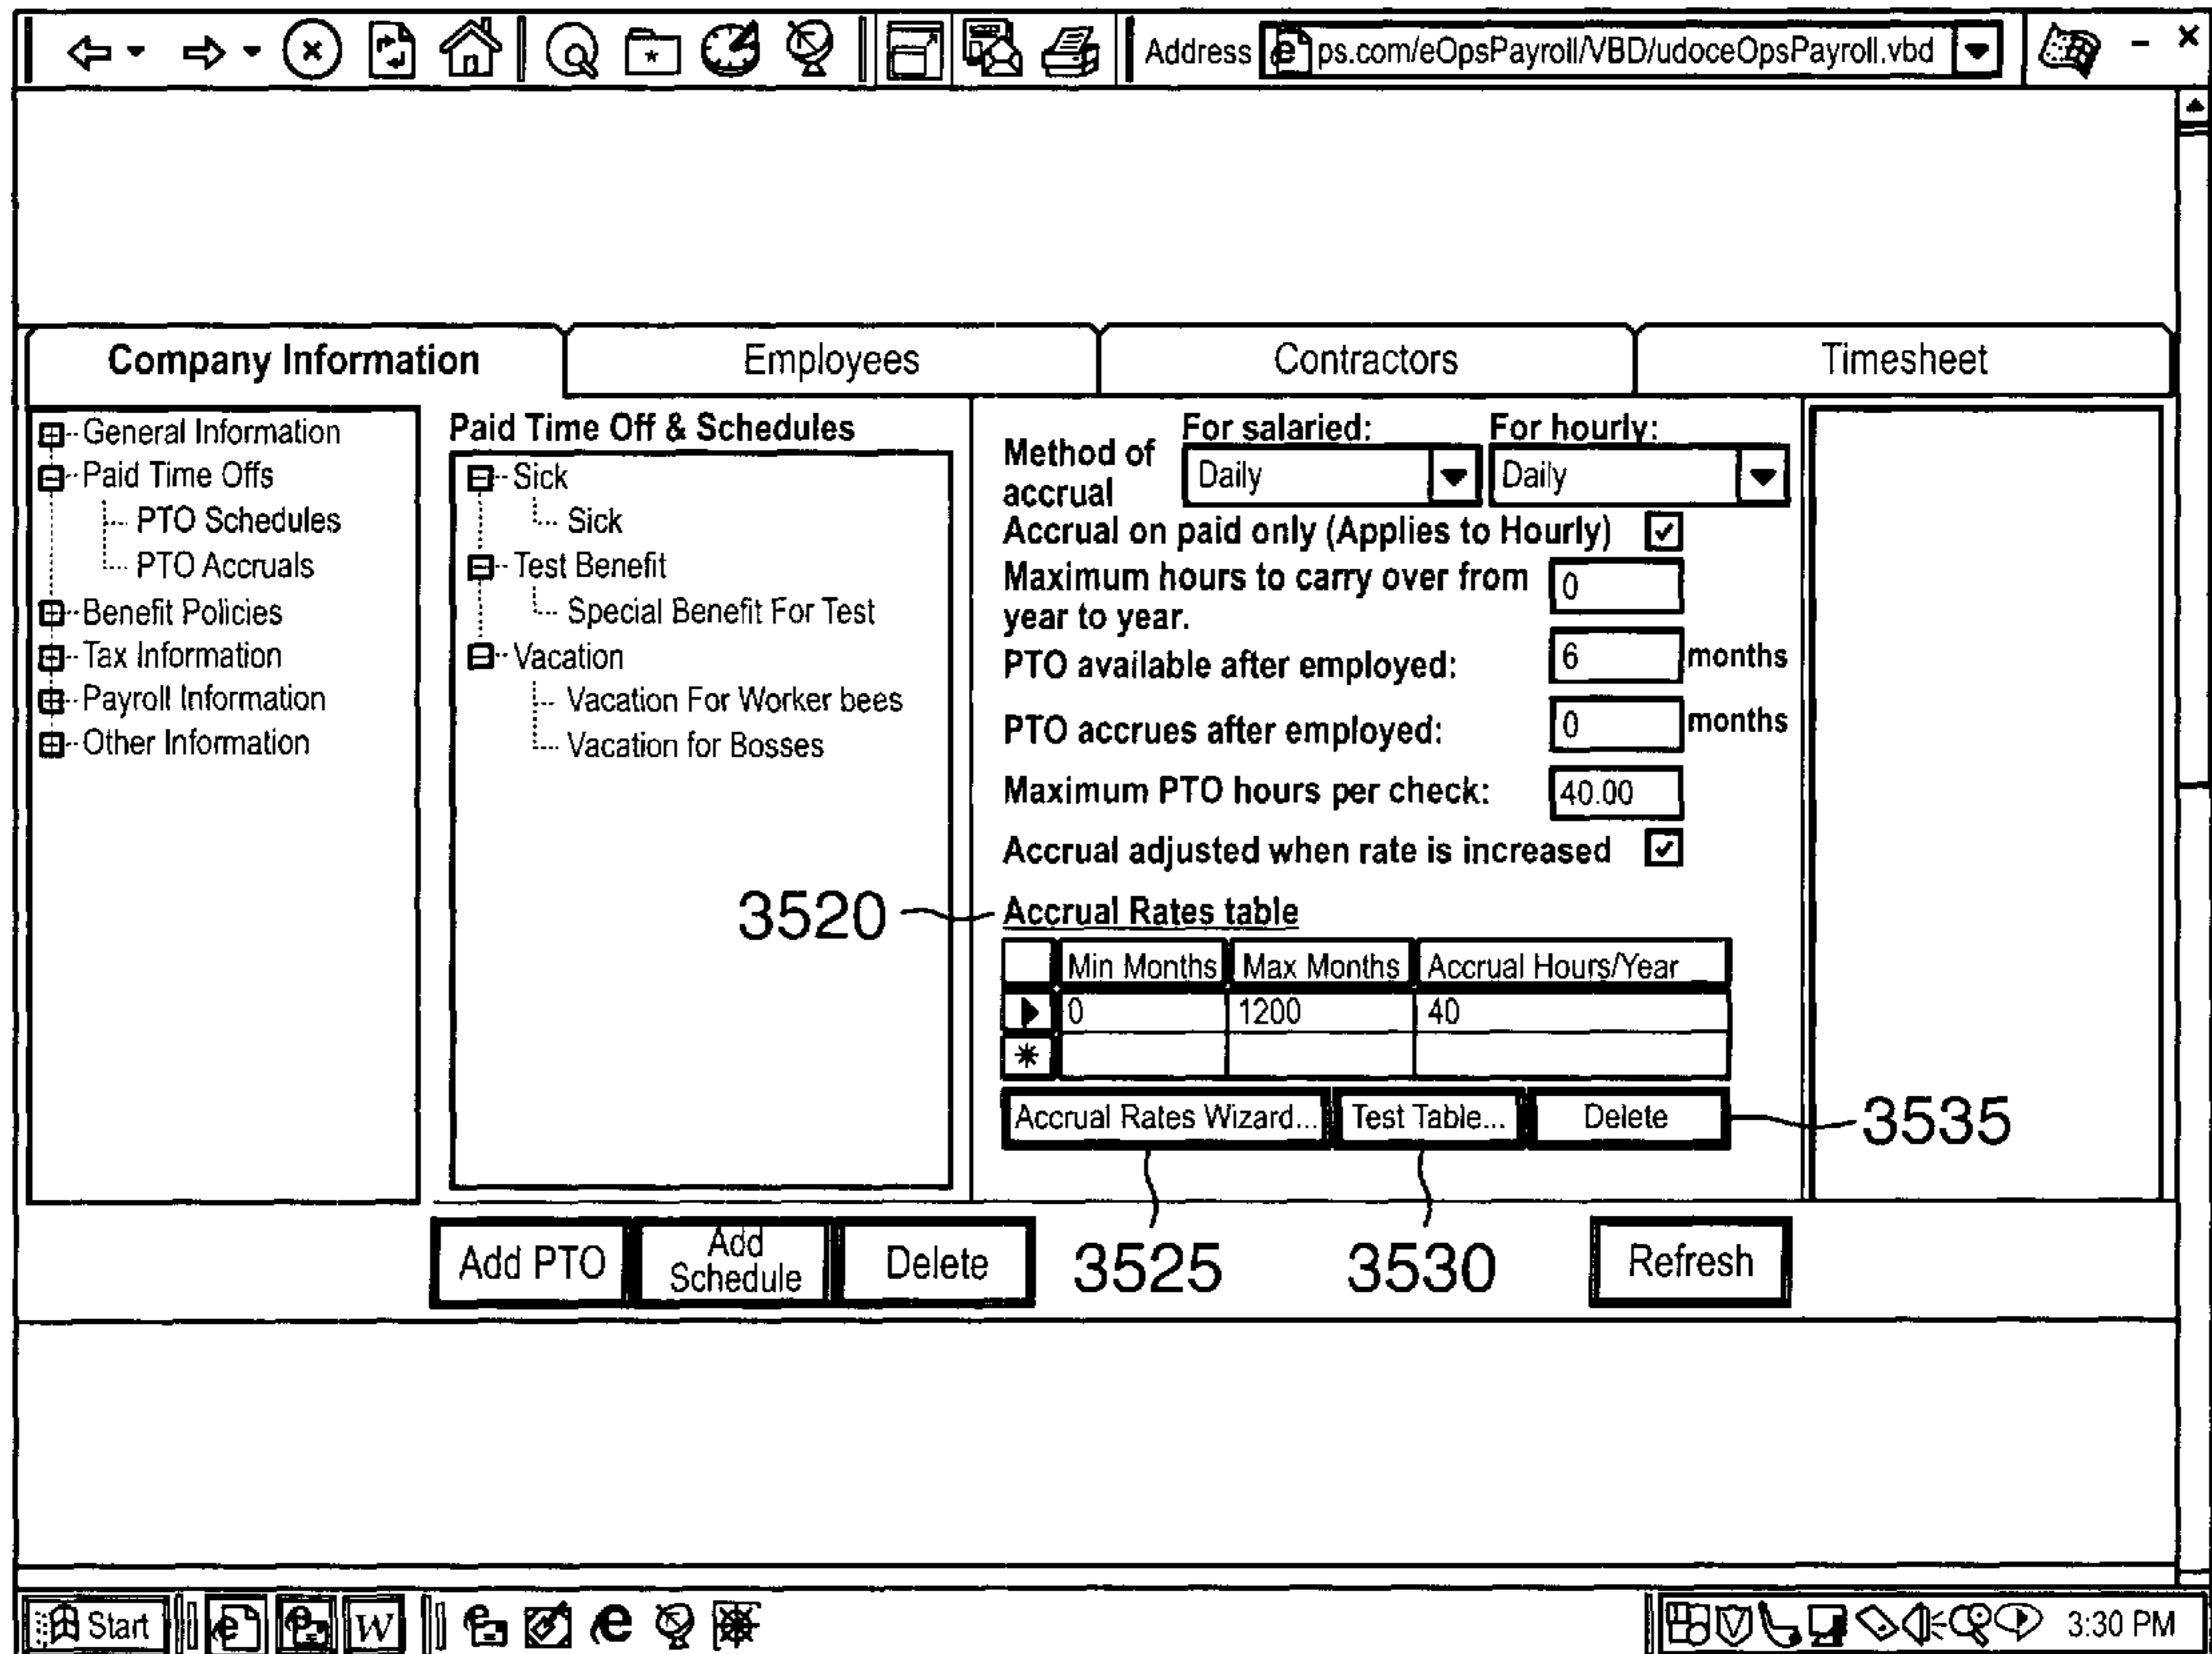 Address ps.com/eOpsPayroll/VBD/udoceOpsPayroll.vbd
Company Information
Employees
Contractors
Timesheet
General Information
Paid Time Offs
PTO Schedules
PTO Accruals
Benefit Policies
Tax Information
Payroll Information
Other Information
Paid Time Off & Schedules
Sick
Sick
Test Benefit
Special Benefit For Test
Vacation
Vacation For Worker bees
Vacation for Bosses
For salaried: For hourly:
Method of
accrual
Daily Daily
Accrual on paid only (Applies to Hourly)
Maximum hours to carry over from
year to year.
0
PTO available after employed: 6 months
PTO accrues after employed: 0 months
Maximum PTO hours per check: 40.00
Accrual adjusted when rate is increased
3520
Accrual Rates table
Min Months Max Months Accrual Hours/Year
0 1200 40
Accrual Rates Wizard... Test Table... Delete
3535
Add PTO
Add
Schedule
Delete
3525
3530
Refresh
Start
W
3:30 PM